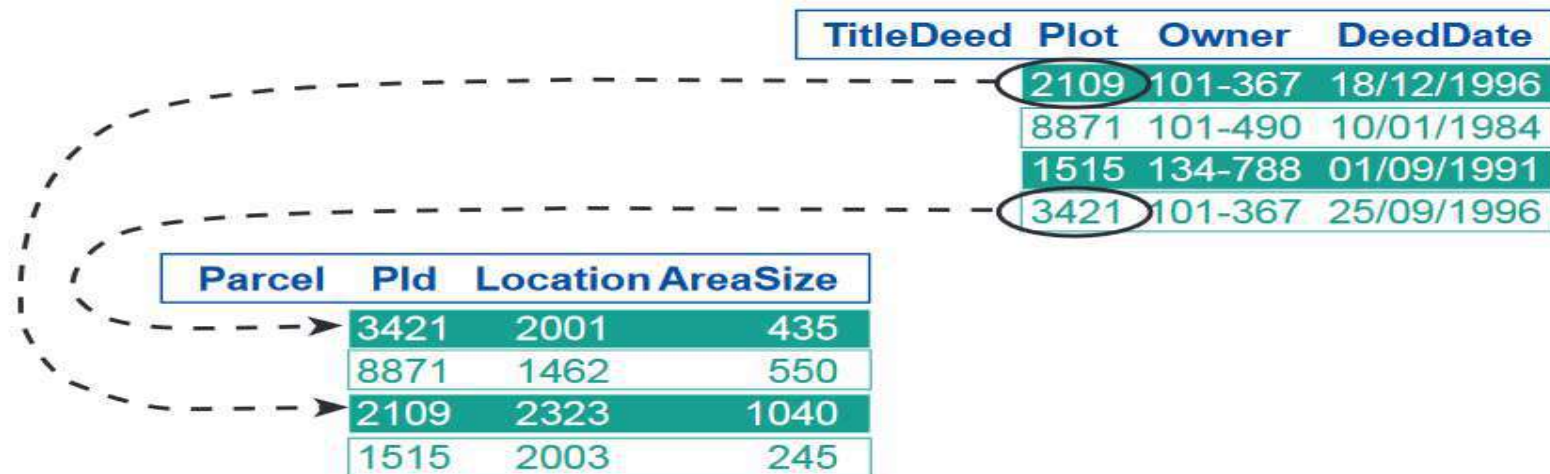 TitleDeed Plot Owner DeedDate
2109 101-367 18/12/1996
8871 101-490 10/01/1984
1515 134-788 01/09/1991
3421 101-367 25/09/1996
Parcel PId Location AreaSize
3421 2001 435
8871 1462 550
2109 2323 1040
1515 2003 245